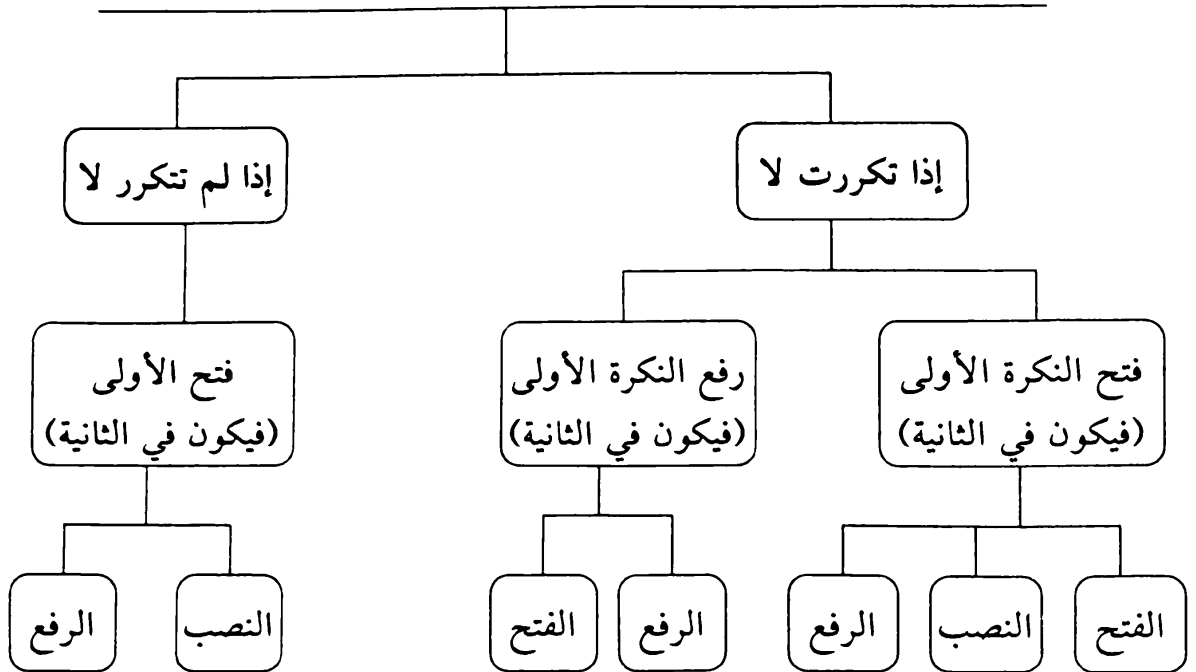 إذا تكررت لا
إذا لم تتكرر لا
فتح النكرة الأولى
(فيكون في الثانية)
رفع النكرة الأولى
(فيكون في الثانية)
فتح الأولى
(فيكون في الثانية)
الفتح
النصب
الرفع
الرفع
الفتح
النصب
الرفع